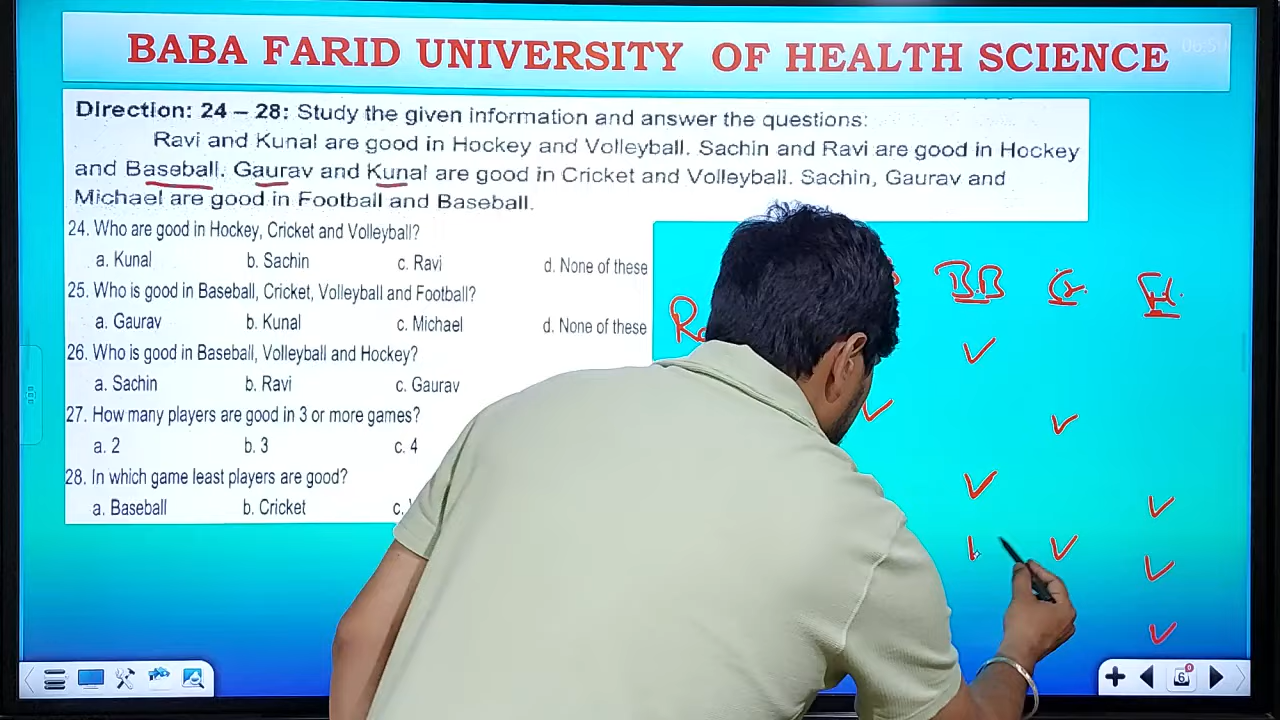 BABA FARID UNIVERSITY OF HEALTH SCIENCE
06:50
Direction: 24 – 28: Study the given information and answer the questions:
Ravi and Kunal are good in Hockey and Volleyball. Sachin and Ravi are good in Hockey
and Baseball. Gaurav and Kunal are good in Cricket and Volleyball. Sachin, Gaurav and
Michael are good in Football and Baseball.
24. Who are good in Hockey, Cricket and Volleyball?
a. Kunal b. Sachin c. Ravi d. None of these
25. Who is good in Baseball, Cricket, Volleyball and Football?
a. Gaurav b. Kunal c. Michael d. None of these
26. Who is good in Baseball, Volleyball and Hockey?
a. Sachin b. Ravi c. Gaurav
27. How many players are good in 3 or more games?
a. 2 b. 3 c. 4
28. In which game least players are good?
a. Baseball b. Cricket c.
B.B
6